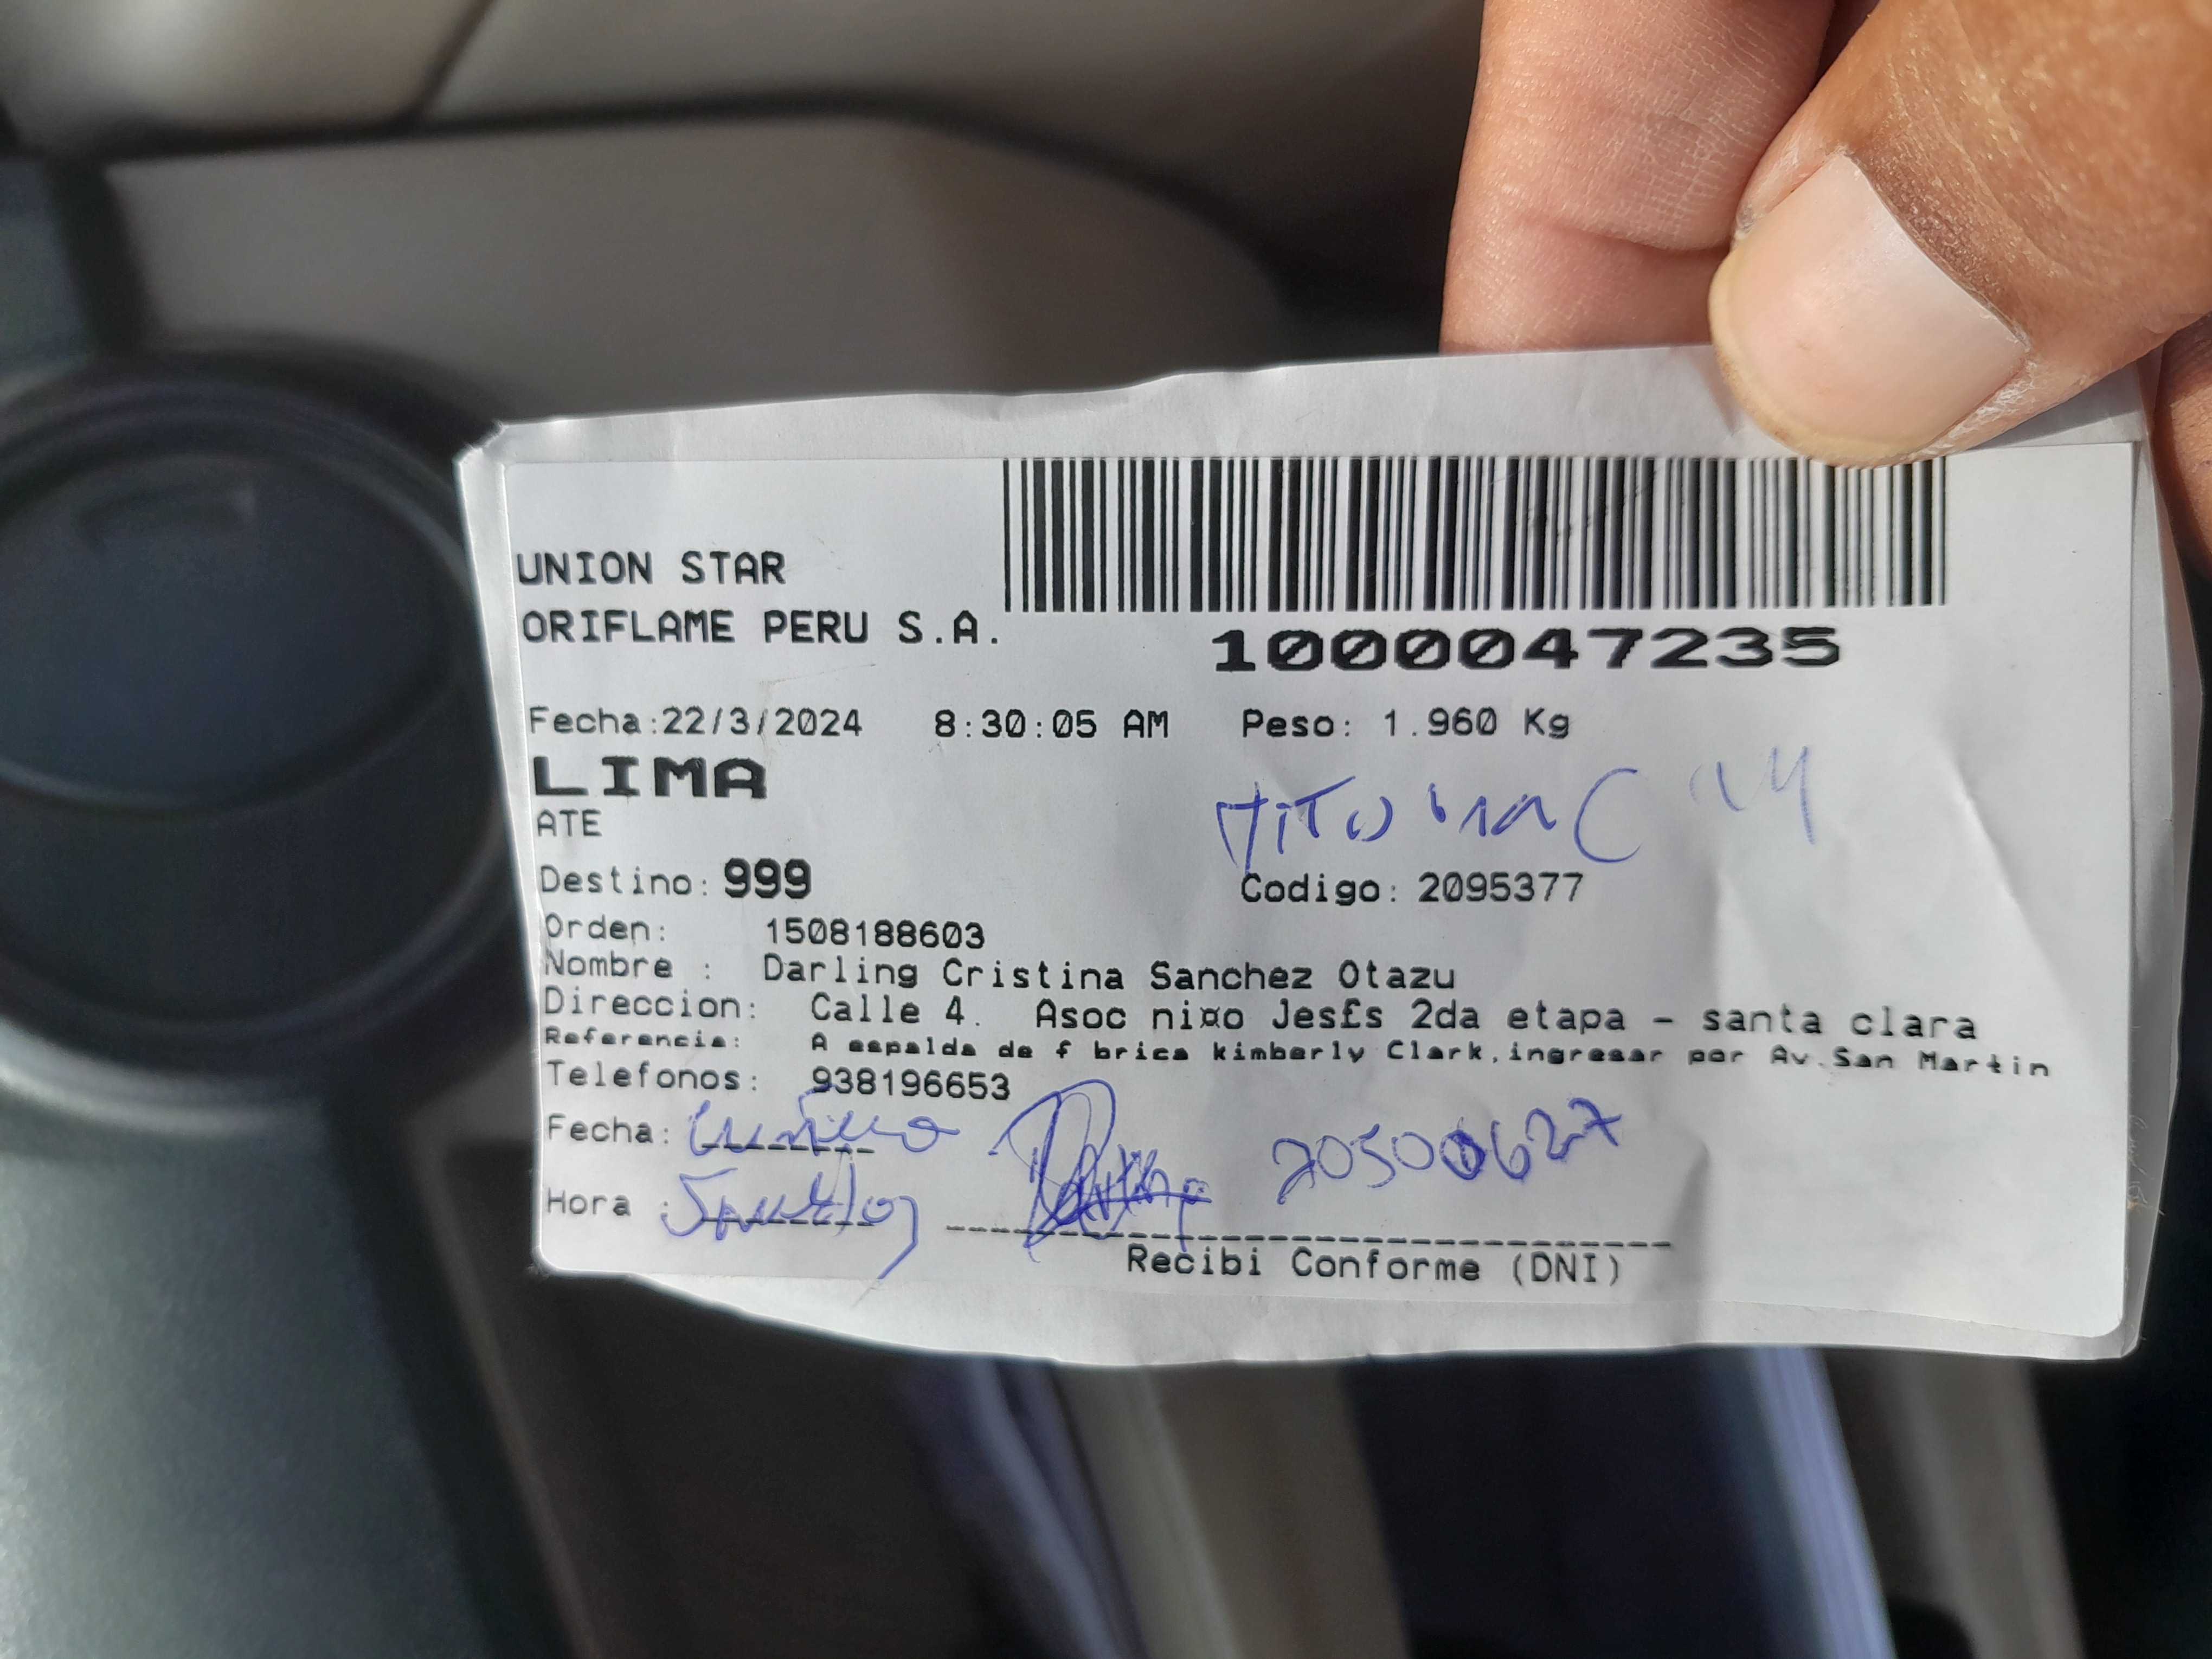 UNION STAR
ORIFLAME PERU S.A.
1000047235
Fecha:22/3/2024 8:30:05 AM Peso: 1.960 Kg
LIMA
ATE
Destino: 999 Codigo: 2095377
Orden: 1508188603
Nombre : Darling Cristina Sanchez Otazu
Direccion: Calle 4. Asoc ni¤o Jes£s 2da etapa - santa clara
Referencia: A espalda de f brica kimberly Clark,ingresar por Av.San Martin
Telefonos: 938196653
Fecha:
20500627
Hora :
Recibi Conforme (DNI)